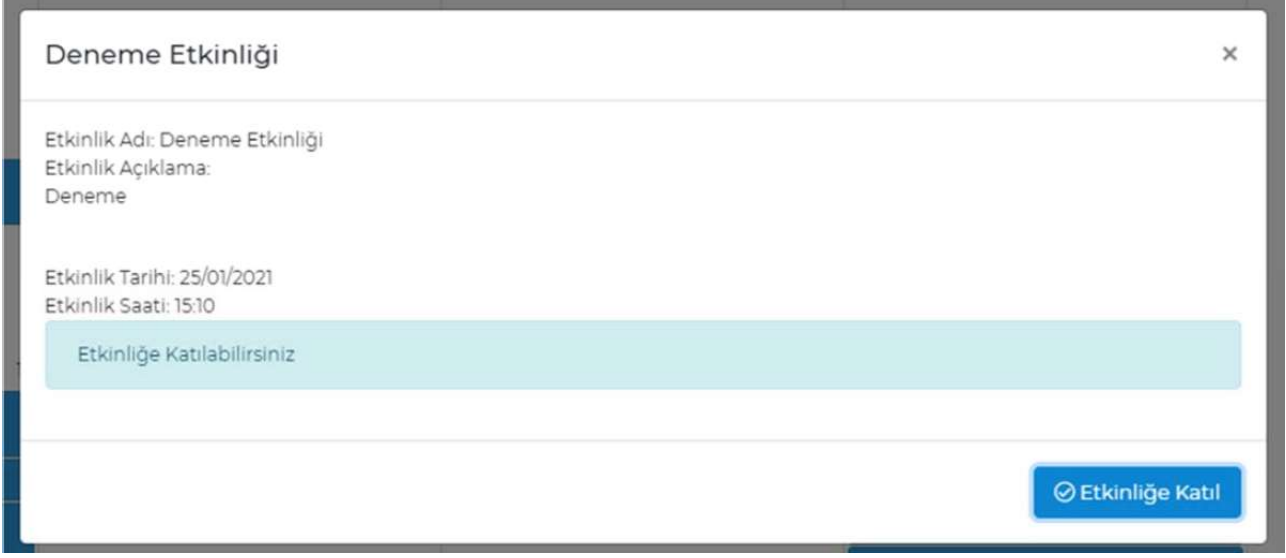 Deneme Etkinliği
×
Etkinlik Adı: Deneme Etkinliği
Etkinlik Açıklama:
Deneme
Etkinlik Tarihi: 25/01/2021
Etkinlik Saati: 15:10
Etkinliğe Katılabilirsiniz
Etkinliğe Katıl